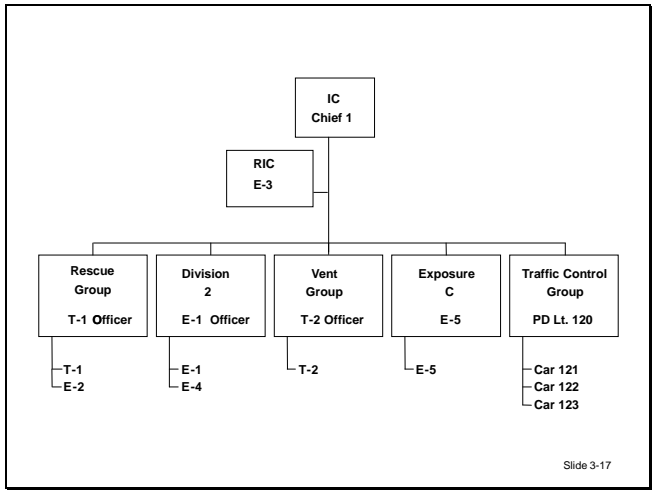 IC
Chief 1
RIC
E-3
Rescue
Group
T-1 Officer
Division
2
E-1 Officer
Vent
Group
T-2 Officer
Exposure
C
E-5
Traffic Control
Group
PD Lt. 120
T-1
E-2
E-1
E-4
T-2
E-5
Car 121
Car 122
Car 123
Slide 3-17